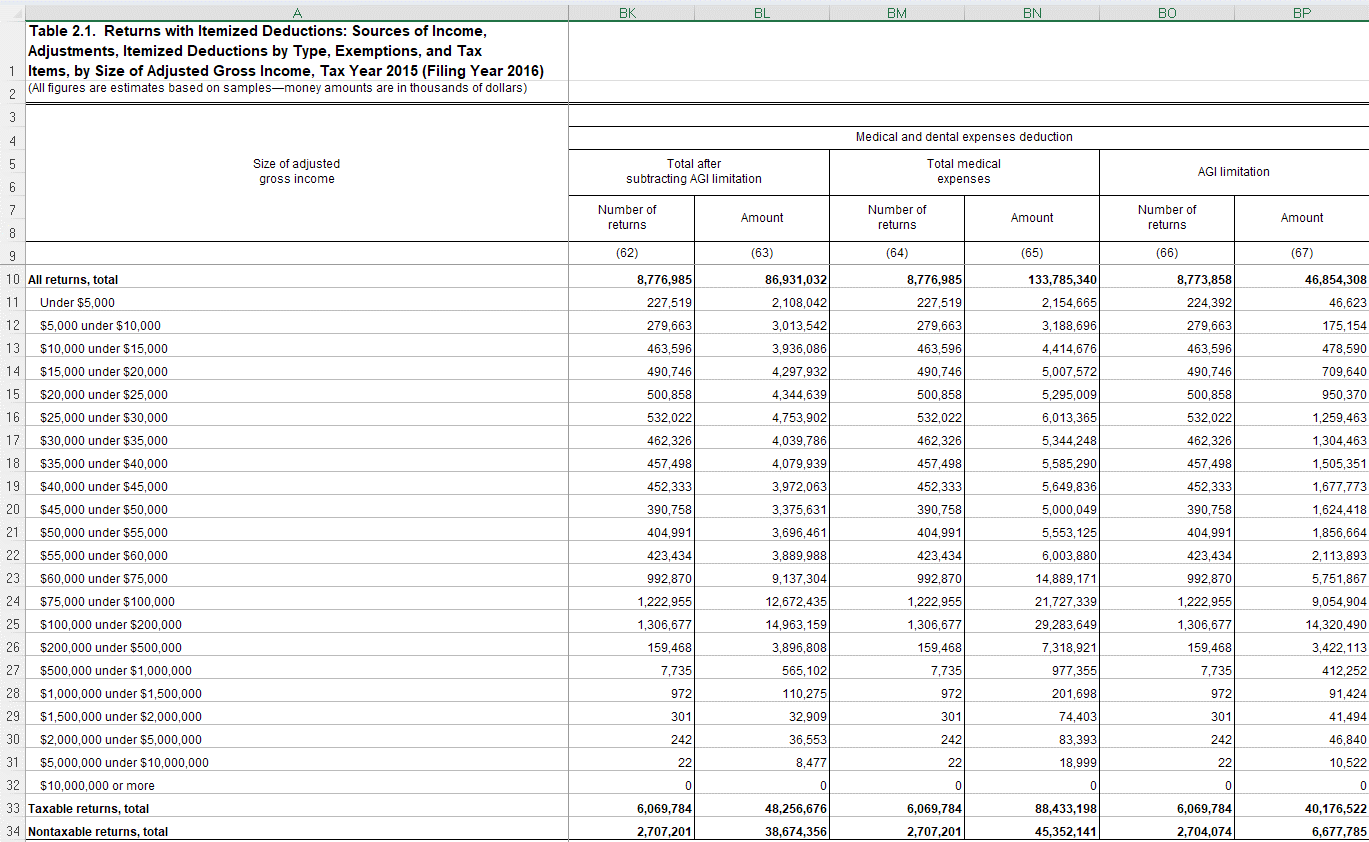 A BK BL BM BN BO BP
Table 2.1. Returns with Itemized Deductions: Sources of Income,
Adjustments, Itemized Deductions by Type, Exemptions, and Tax
1 Items, by Size of Adjusted Gross Income, Tax Year 2015 (Filing Year 2016)
2 (All figures are estimates based on samples—money amounts are in thousands of dollars)
3
4 Medical and dental expenses deduction
5 Size of adjusted Total after Total medical AGI limitation
6 gross income subtracting AGI limitation expenses
7 Number of Amount Number of Amount Number of Amount
8 returns returns returns
9 (62) (63) (64) (65) (66) (67)
10 All returns, total 8,776,985 86,931,032 8,776,985 133,785,340 8,773,858 46,854,308
11 Under $5,000 227,519 2,108,042 227,519 2,154,665 224,392 46,623
12 $5,000 under $10,000 279,663 3,013,542 279,663 3,188,696 279,663 175,154
13 $10,000 under $15,000 463,596 3,936,086 463,596 4,414,676 463,596 478,590
14 $15,000 under $20,000 490,746 4,297,932 490,746 5,007,572 490,746 709,640
15 $20,000 under $25,000 500,858 4,344,639 500,858 5,295,009 500,858 950,370
16 $25,000 under $30,000 532,022 4,753,902 532,022 6,013,365 532,022 1,259,463
17 $30,000 under $35,000 462,326 4,039,786 462,326 5,344,248 462,326 1,304,463
18 $35,000 under $40,000 457,498 4,079,939 457,498 5,585,290 457,498 1,505,351
19 $40,000 under $45,000 452,333 3,972,063 452,333 5,649,836 452,333 1,677,773
20 $45,000 under $50,000 390,758 3,375,631 390,758 5,000,049 390,758 1,624,418
21 $50,000 under $55,000 404,991 3,696,461 404,991 5,553,125 404,991 1,856,664
22 $55,000 under $60,000 423,434 3,889,988 423,434 6,003,880 423,434 2,113,893
23 $60,000 under $75,000 992,870 9,137,304 992,870 14,889,171 992,870 5,751,867
24 $75,000 under $100,000 1,222,955 12,672,435 1,222,955 21,727,339 1,222,955 9,054,904
25 $100,000 under $200,000 1,306,677 14,963,159 1,306,677 29,283,649 1,306,677 14,320,490
26 $200,000 under $500,000 159,468 3,896,808 159,468 7,318,921 159,468 3,422,113
27 $500,000 under $1,000,000 7,735 565,102 7,735 977,355 7,735 412,252
28 $1,000,000 under $1,500,000 972 110,275 972 201,698 972 91,424
29 $1,500,000 under $2,000,000 301 32,909 301 74,403 301 41,494
30 $2,000,000 under $5,000,000 242 36,553 242 83,393 242 46,840
31 $5,000,000 under $10,000,000 22 8,477 22 18,999 22 10,522
32 $10,000,000 or more 0 0 0 0 0 0
33 Taxable returns, total 6,069,784 48,256,676 6,069,784 88,433,198 6,069,784 40,176,522
34 Nontaxable returns, total 2,707,201 38,674,356 2,707,201 45,352,141 2,704,074 6,677,785